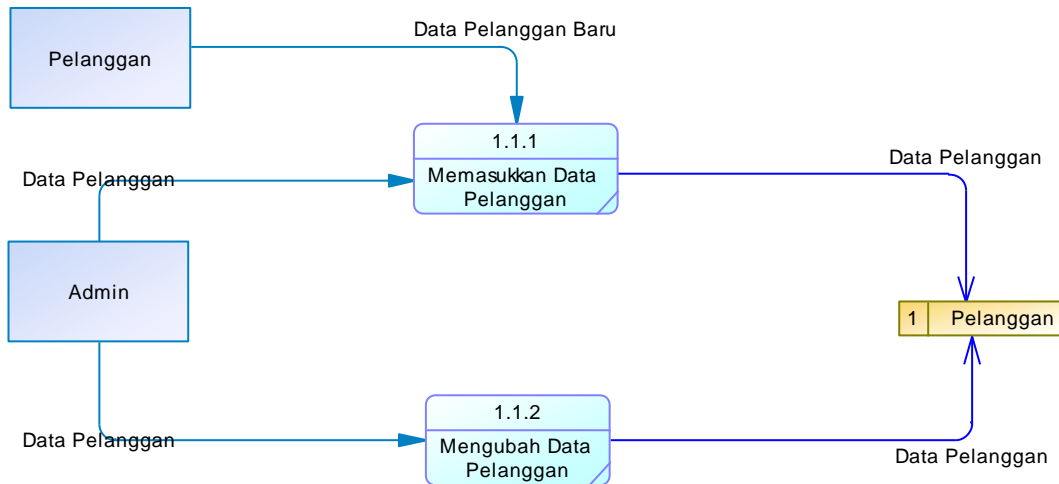 Data Pelanggan Baru
Pelanggan
1.1.1
Memasukkan Data
Pelanggan
Data Pelanggan
Data Pelanggan
Admin
1 Pelanggan
1.1.2
Mengubah Data
Pelanggan
Data Pelanggan
Data Pelanggan